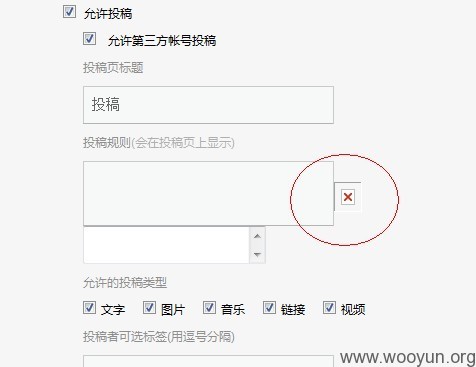 允许投稿
允许第三方帐号投稿
投稿页标题
投稿
投稿规则(会在投稿页上显示)
允许的投稿类型
文字 图片 音乐 链接 视频
投稿者可选标签(用逗号分隔)
www.wooyun.org